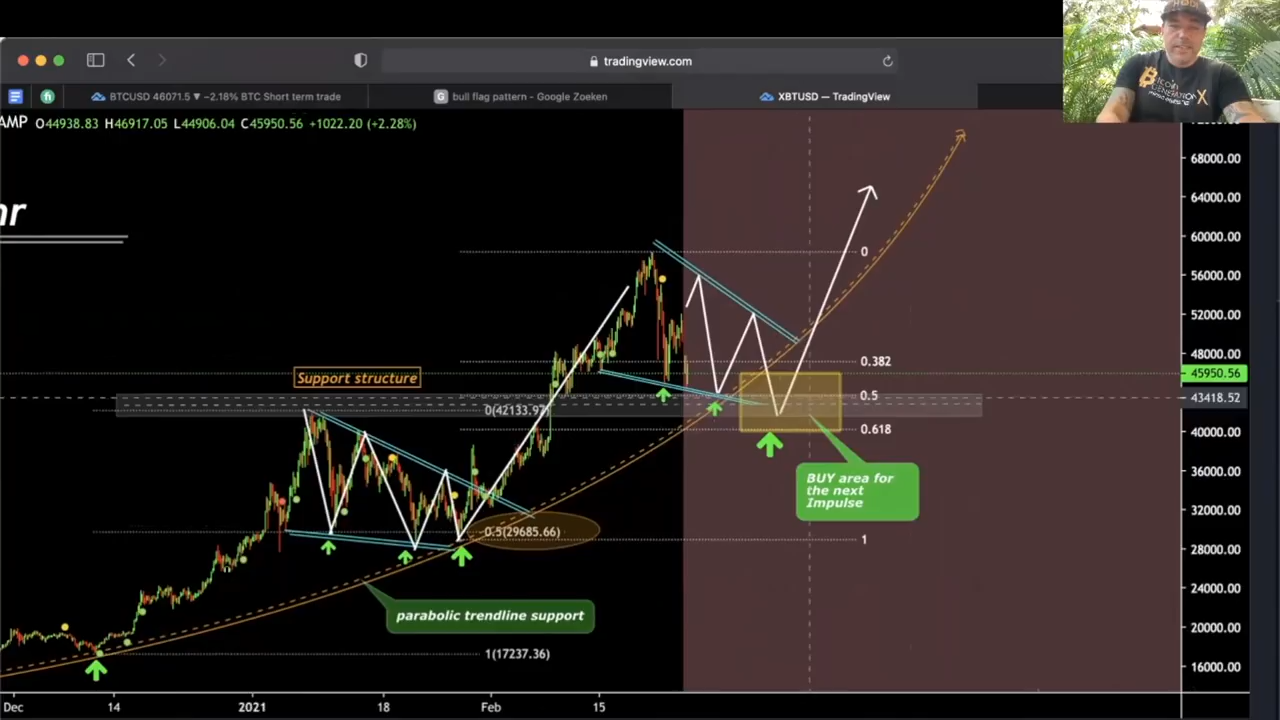 tradingview.com
BTCUSD 46071.5 ▼ −2.18% BTC Short term trade
bull flag pattern - Google Zoeken
XBTUSD — TradingView
AMP O44938.83 H46917.05 L44906.04 C45950.56 +1022.20 (+2.28%)
hr
68000.00
64000.00
60000.00
56000.00
52000.00
48000.00
45950.56
43418.52
40000.00
36000.00
32000.00
28000.00
24000.00
20000.00
16000.00
0
0.382
0.5
0.618
1
Support structure
0(42133.97)
0.5(29685.66)
1(17237.36)
BUY area for
the next
Impulse
parabolic trendline support
Dec 14 2021 18 Feb 15
BITCOIN
GENERATION X